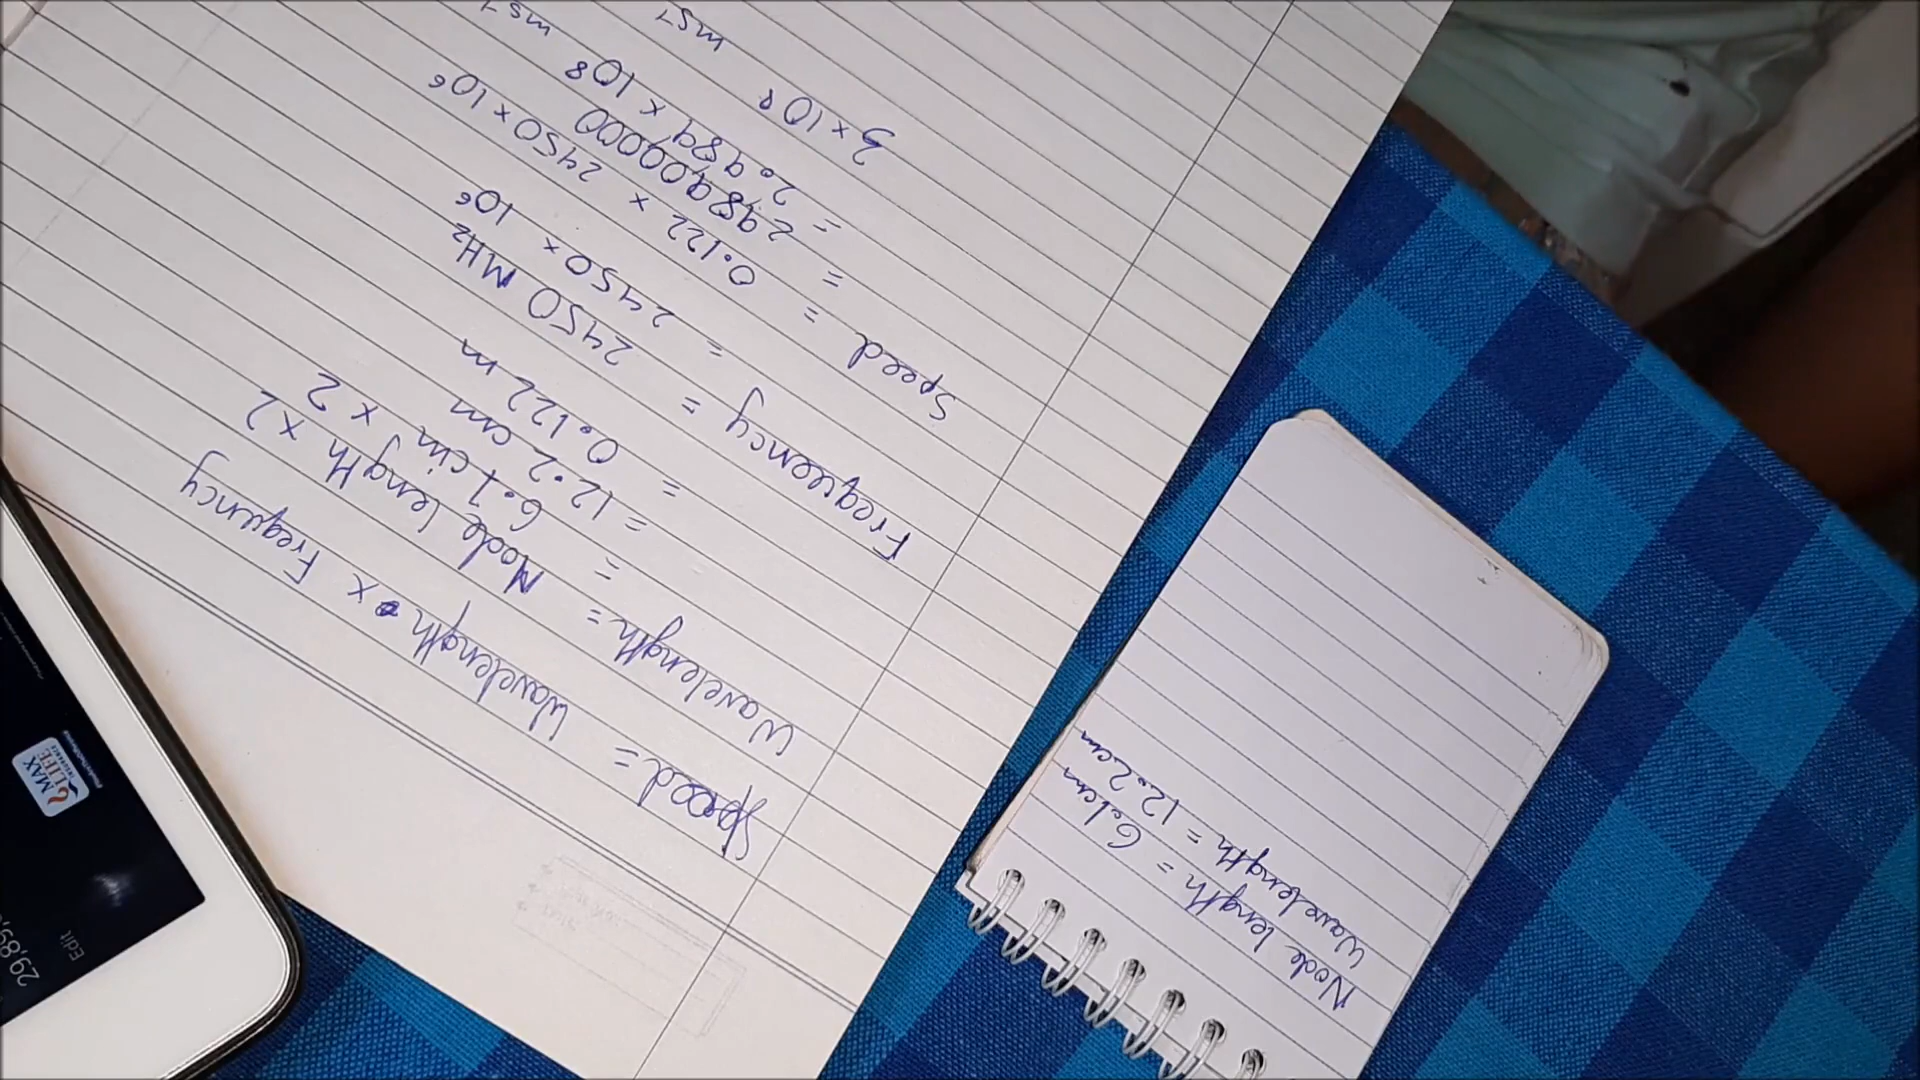 Speed = Wavelength x Frequency
Wavelength = Node length x 2
= 6.1 cm x 2
= 12.2 cm
= 0.122 m
Frequency = 2450 MHz
= 2450 x 10⁶
Speed = 0.122 x 2450 x 10⁶
= 298900000
= 2.989 x 10⁸ ms-1
3 x 10⁸ ms-1
Node length = 6.1cm
Wavelength = 12.2cm
MAX
LIFE
INSURANCE
Edit